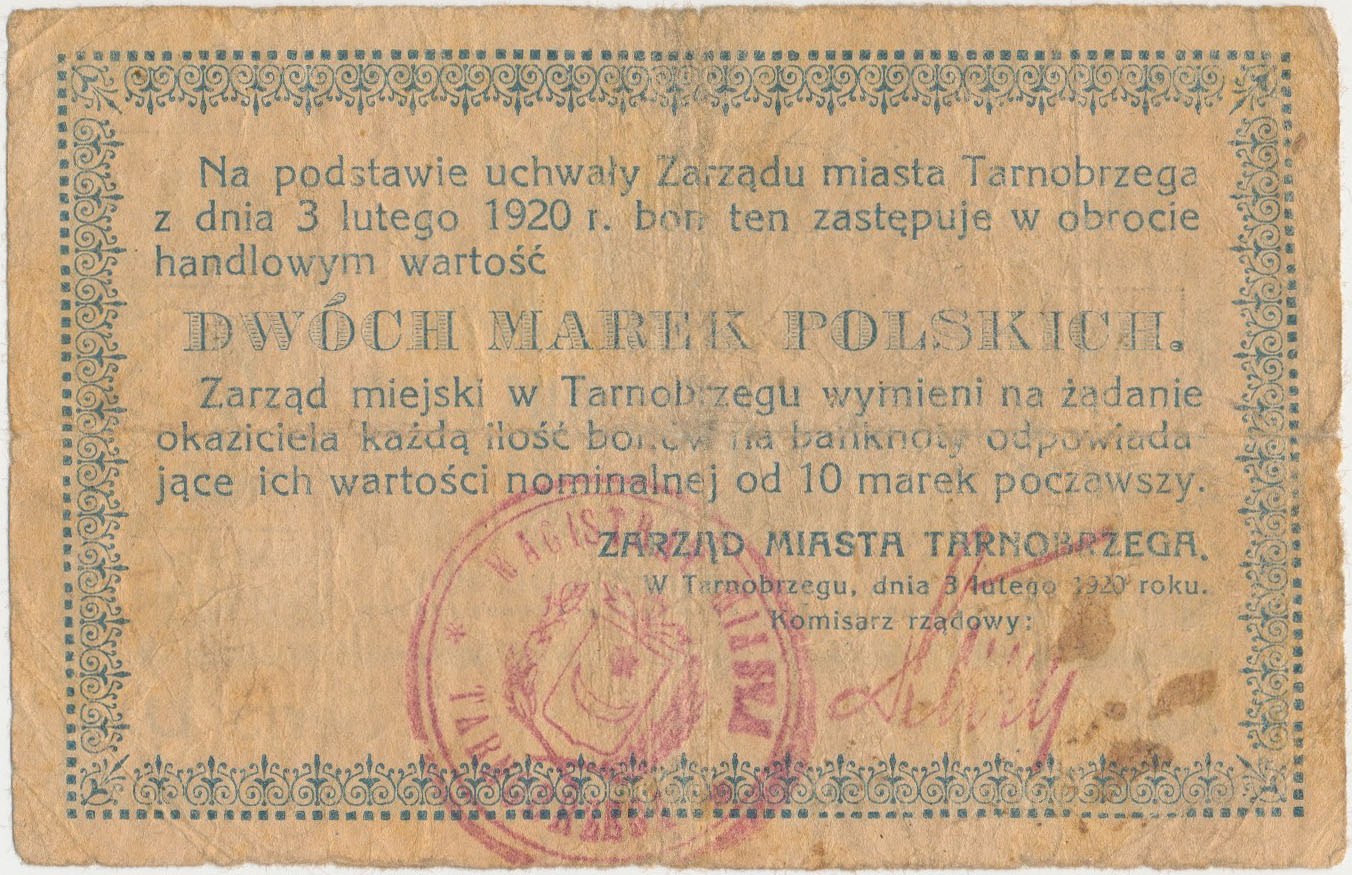 Na podstawie uchwały Zarządu miasta Tarnobrzega
z dnia 3 lutego 1920 r. bon ten zastępuje w obrocie
handlowym wartość
DWÓCH MAREK POLSKICH.
Zarząd miejski w Tarnobrzegu wymieni na żądanie
okaziciela każdą ilość bonów na banknoty odpowiada-
jące ich wartości nominalnej od 10 marek począwszy.
ZARZĄD MIASTA TARNOBRZEGA.
W Tarnobrzegu, dnia 3 lutego 1920 roku.
Komisarz rządowy:
* MAGISTRAT MIEJSKI